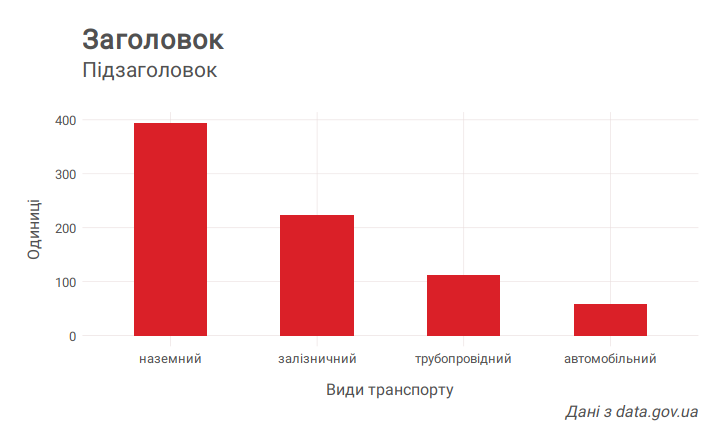 Заголовок
Підзаголовок
400
300
200
100
0
Одиниці
наземний залізничний трубопровідний автомобільний
Види транспорту
Дані з data.gov.ua